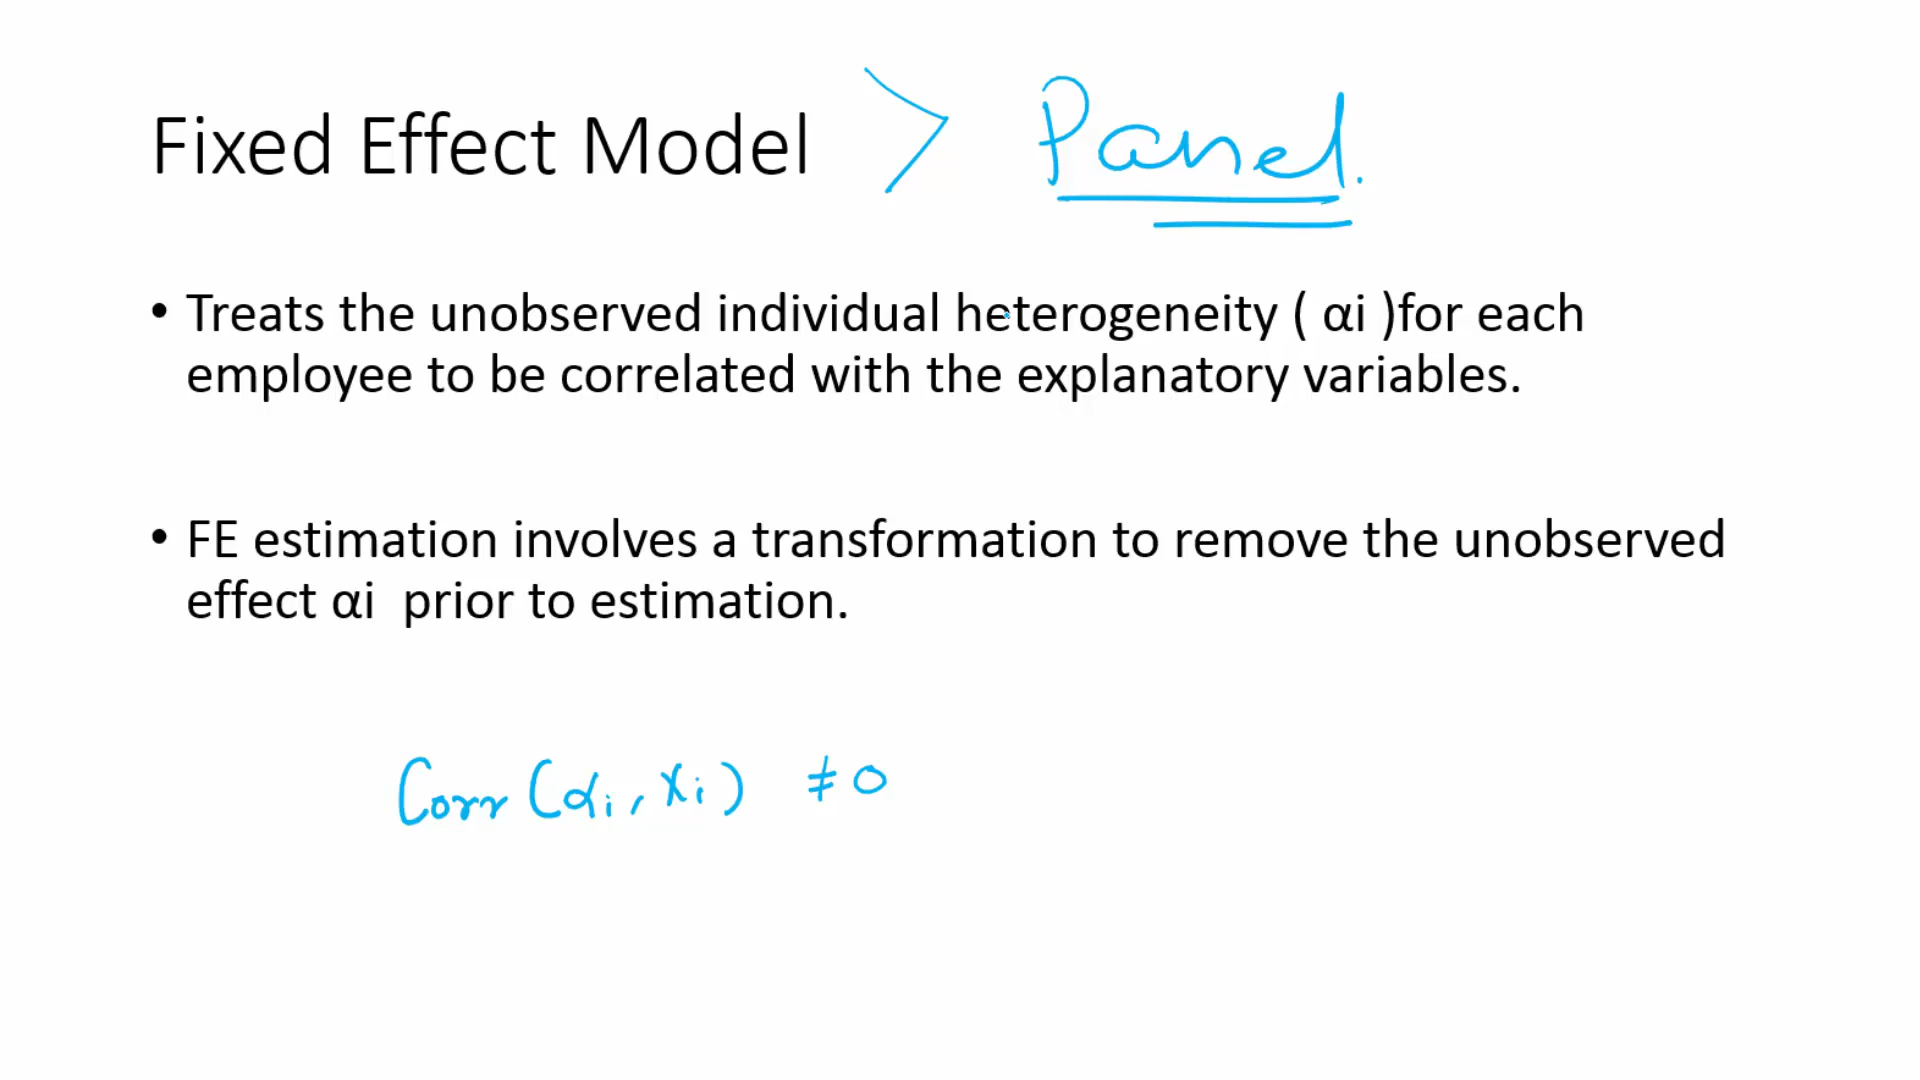 Fixed Effect Model > Panel.
• Treats the unobserved individual heterogeneity ( αi )for each
employee to be correlated with the explanatory variables.
• FE estimation involves a transformation to remove the unobserved
effect αi  prior to estimation.
Corr (αi, xi) ≠ 0